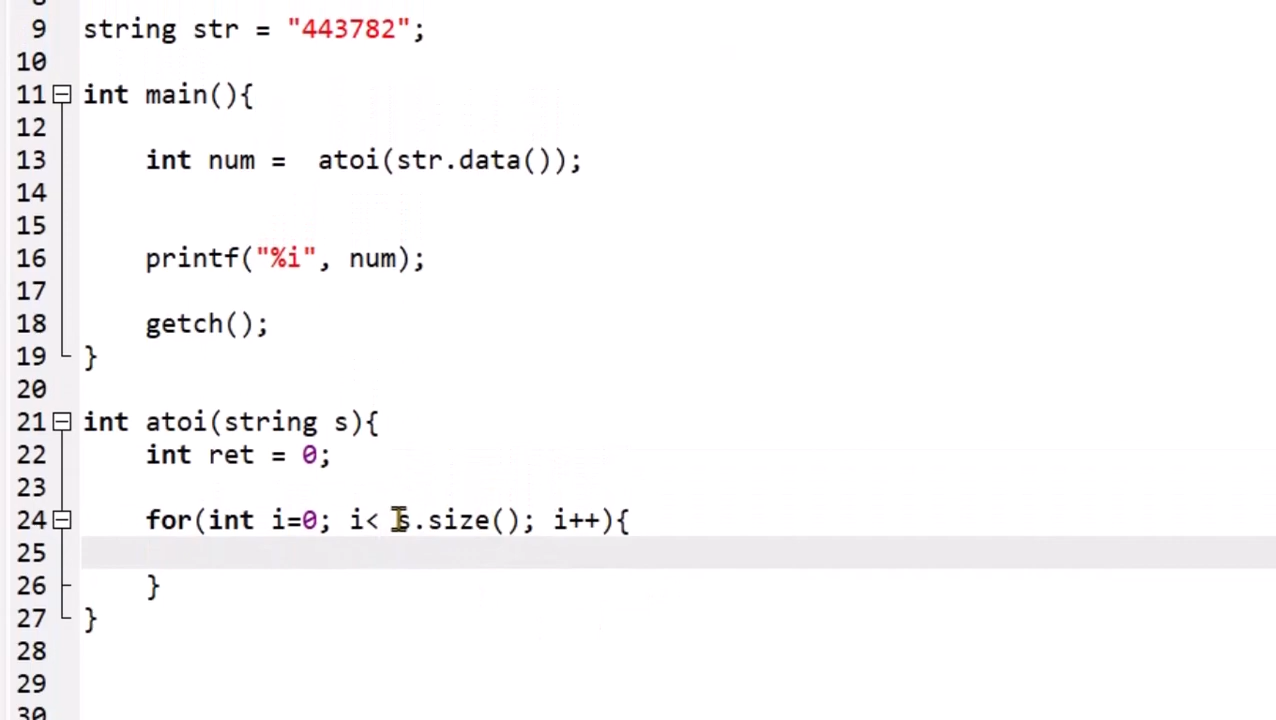 9 string str = "443782";
10
11 int main(){
12
13 int num =  atoi(str.data());
14
15
16 printf("%i", num);
17
18 getch();
19 }
20
21 int atoi(string s){
22 int ret = 0;
23
24 for(int i=0; i< s.size(); i++){
25
26 }
27 }
28
29
30